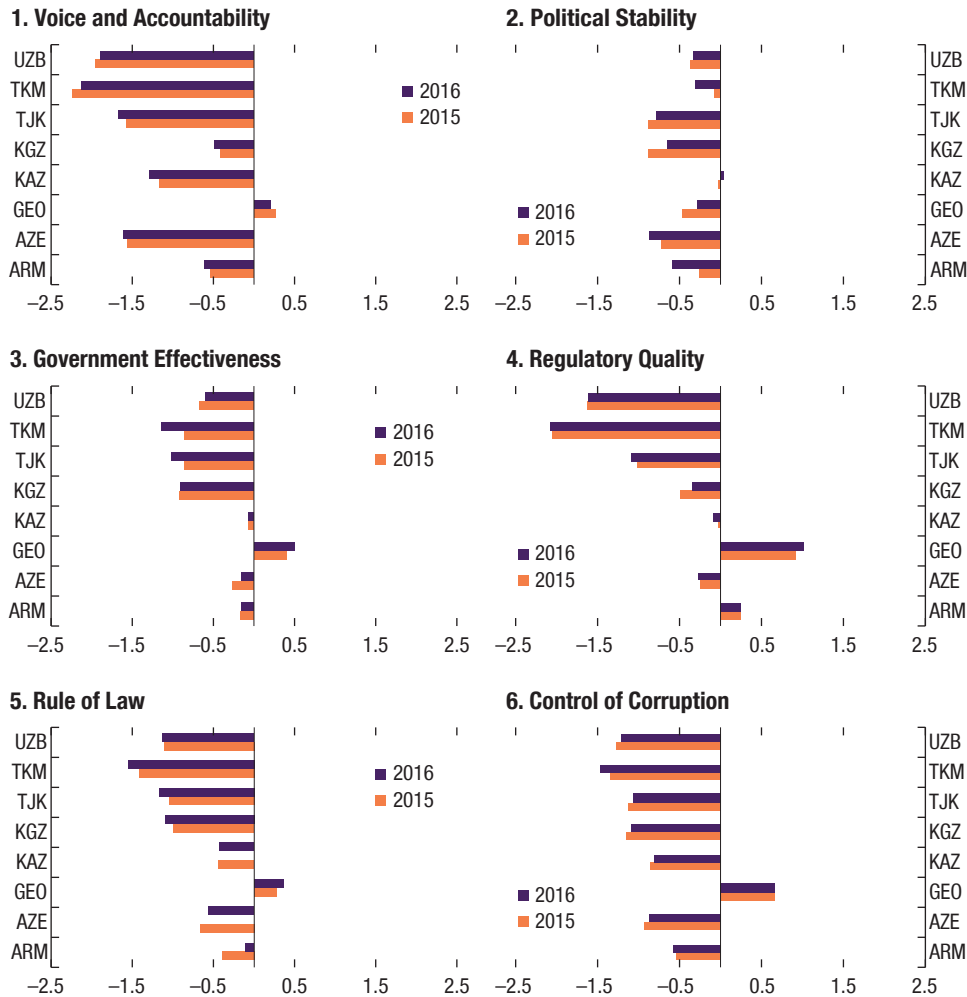 1. Voice and Accountability
UZB
TKM
TJK
KGZ
KAZ
GEO
AZE
ARM
2016
2015
–2.5 –1.5 –0.5 0.5 1.5 2.5
2. Political Stability
UZB
TKM
TJK
KGZ
KAZ
GEO
AZE
ARM
2016
2015
–2.5 –1.5 –0.5 0.5 1.5 2.5
3. Government Effectiveness
UZB
TKM
TJK
KGZ
KAZ
GEO
AZE
ARM
2016
2015
–2.5 –1.5 –0.5 0.5 1.5 2.5
4. Regulatory Quality
UZB
TKM
TJK
KGZ
KAZ
GEO
AZE
ARM
2016
2015
–2.5 –1.5 –0.5 0.5 1.5 2.5
5. Rule of Law
UZB
TKM
TJK
KGZ
KAZ
GEO
AZE
ARM
2016
2015
–2.5 –1.5 –0.5 0.5 1.5 2.5
6. Control of Corruption
UZB
TKM
TJK
KGZ
KAZ
GEO
AZE
ARM
2016
2015
–2.5 –1.5 –0.5 0.5 1.5 2.5